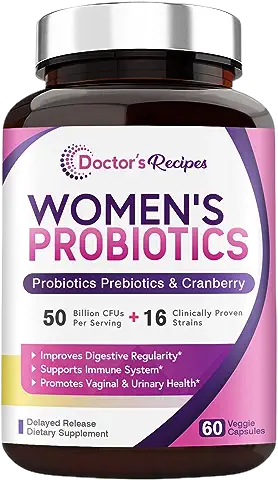 Doctor's Recipes
WOMEN'S
PROBIOTICS
Probiotics Prebiotics & Cranberry
50 Billion CFUs Per Serving + 16 Clinically Proven Strains
Improves Digestive Regularity*
Supports Immune System*
Promotes Vaginal & Urinary Health*
Delayed Release
Dietary Supplement
60 Veggie Capsules